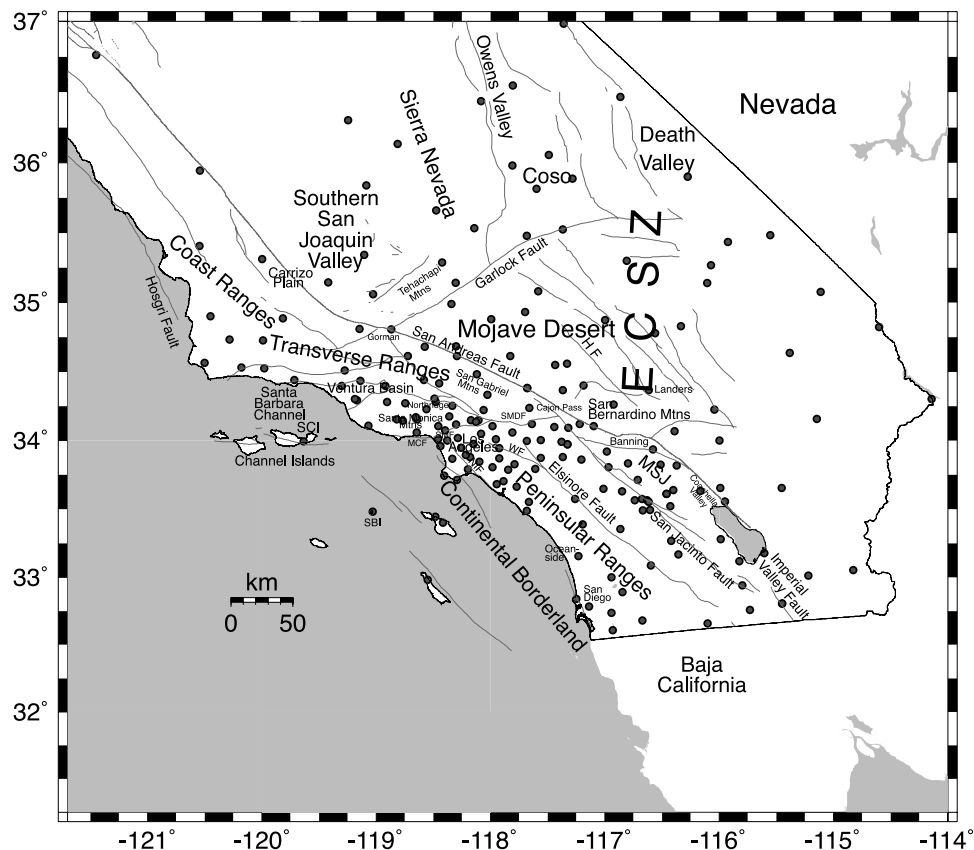 37°
36°
35°
34°
33°
32°
-121°
-120°
-119°
-118°
-117°
-116°
-115°
-114°
Nevada
Owens Valley
Sierra Nevada
Death
Valley
Coso
Southern
San
Joaquin
Valley
E C S Z
Coast Ranges
Carrizo
Plain
Tehachapi
Mtns
Garlock Fault
Hosgri Fault
Gorman
San Andreas Fault
Mojave Desert
H.F.
Transverse Ranges
San Gabriel
Mtns
Landers
Ventura Basin
Santa
Barbara
Channel
Northridge
Santa Monica
Mtns
SMDF
Cajon Pass
San
Bernardino Mtns
SCI
Channel Islands
MCF
Los
Angeles
WF
NIF
Banning
MSJ
Coachella
Valley
Elsinore Fault
San Jacinto Fault
Peninsular Ranges
Continental Borderland
SBI
Ocean-
side
San
Diego
Imperial
Valley Fault
km
0 50
Baja
California